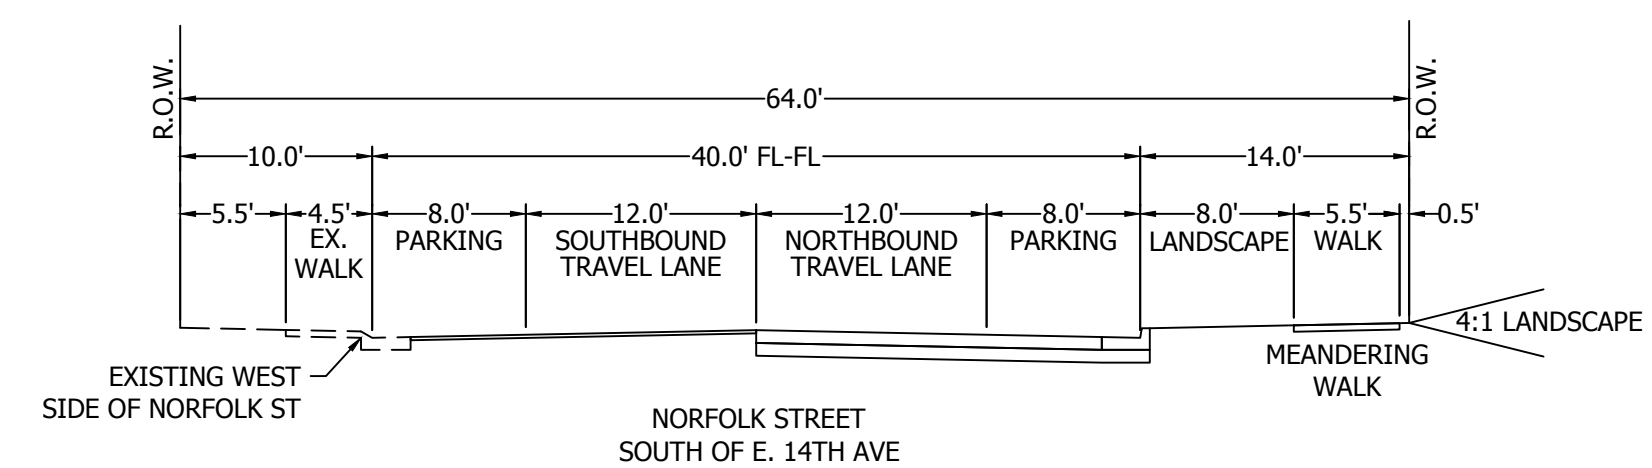 R.O.W.
R.O.W.
64.0'
10.0'
40.0' FL-FL
14.0'
5.5'
4.5'
8.0'
12.0'
12.0'
8.0'
8.0'
5.5'
0.5'
EX.
WALK
PARKING
SOUTHBOUND
TRAVEL LANE
NORTHBOUND
TRAVEL LANE
PARKING
LANDSCAPE
WALK
4:1 LANDSCAPE
MEANDERING
WALK
EXISTING WEST
SIDE OF NORFOLK ST
NORFOLK STREET
SOUTH OF E. 14TH AVE